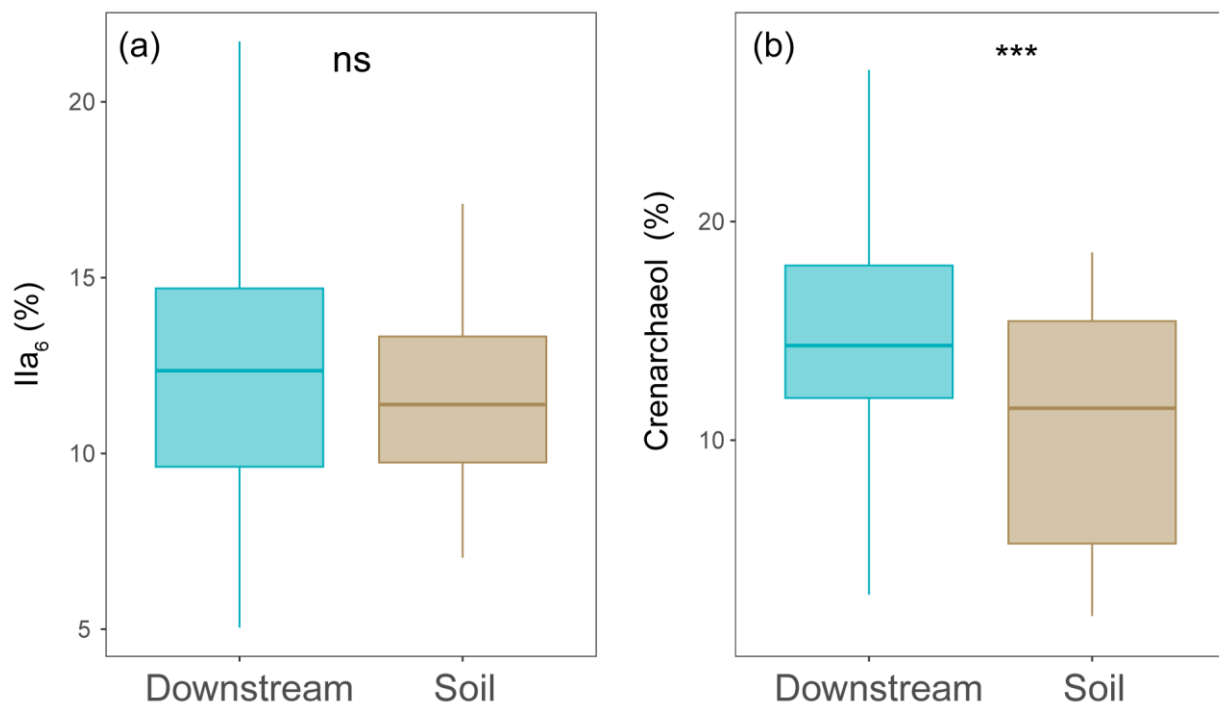 (a)
ns
20
15
10
5
IIa₆ (%)
Downstream
Soil
(b)
***
20
10
Crenarchaeol (%)
Downstream
Soil